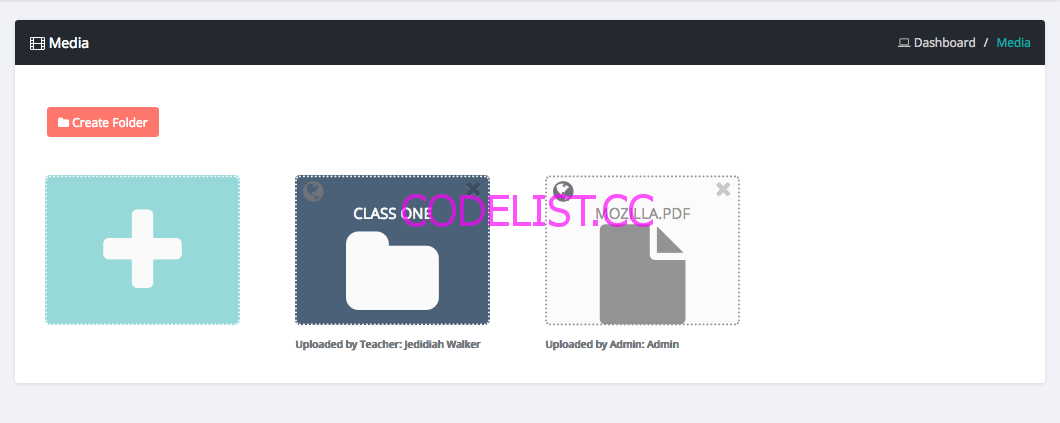 Media
Dashboard / Media
Create Folder
CLASS ONE
MOZILLA.PDF
CODELIST.CC
Uploaded by Teacher: Jedidiah Walker
Uploaded by Admin: Admin